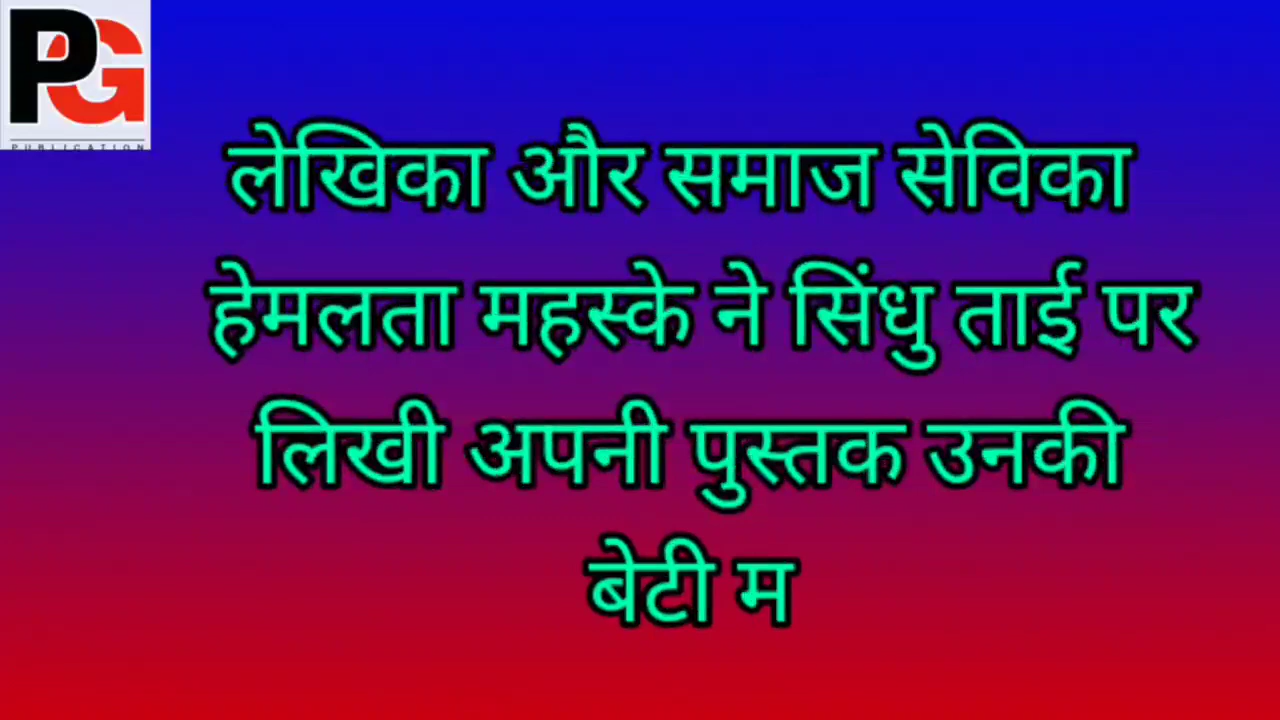 PG
PUBLICATION
लेखिका और समाज सेविका
हेमलता महस्के ने सिंधु ताई पर
लिखी अपनी पुस्तक उनकी
बेटी म